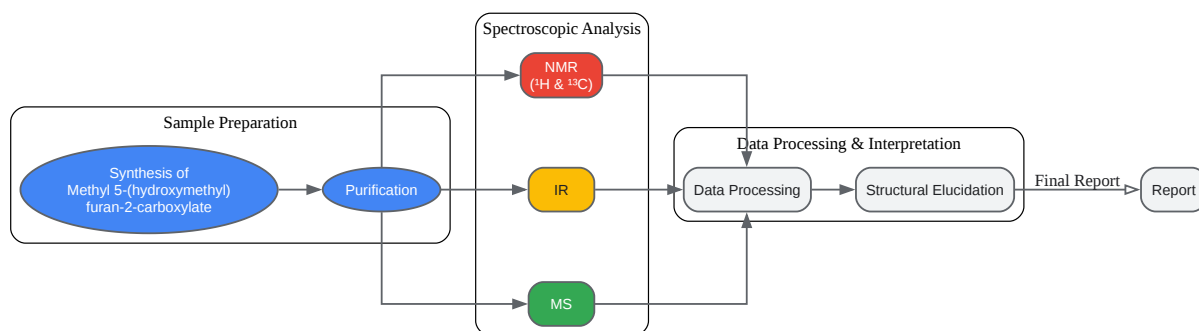 Spectroscopic Analysis
NMR
(¹H & ¹³C)
Sample Preparation
Data Processing & Interpretation
Synthesis of
Methyl 5-(hydroxymethyl)
furan-2-carboxylate
Purification
IR
Data Processing
Structural Elucidation
Final Report
Report
MS